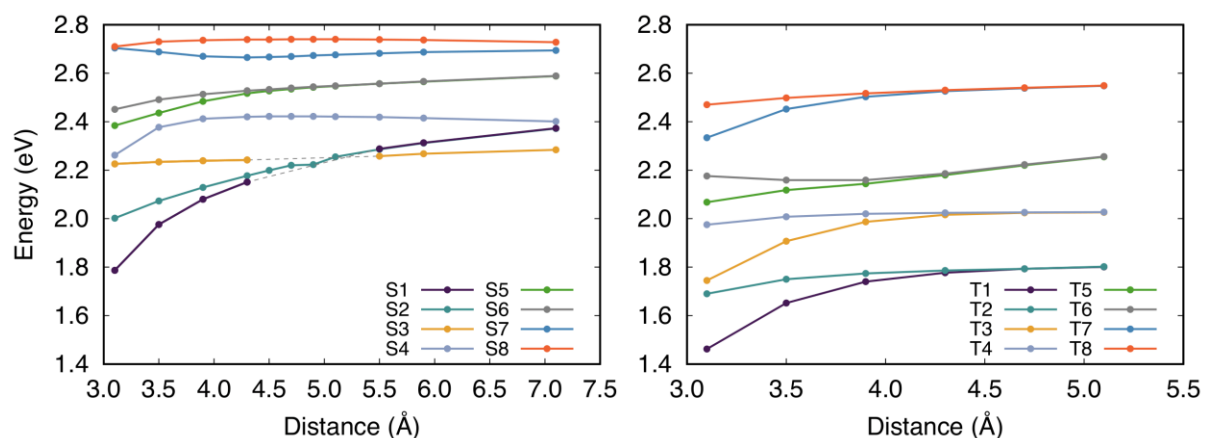 2.8
2.6
2.4
2.2
2.0
1.8
1.6
1.4
Energy (eV)
S1 S5
S2 S6
S3 S7
S4 S8
3.0 3.5 4.0 4.5 5.0 5.5 6.0 6.5 7.0 7.5
Distance (Å)
2.8
2.6
2.4
2.2
2.0
1.8
1.6
1.4
T1 T5
T2 T6
T3 T7
T4 T8
3.0 3.5 4.0 4.5 5.0 5.5
Distance (Å)